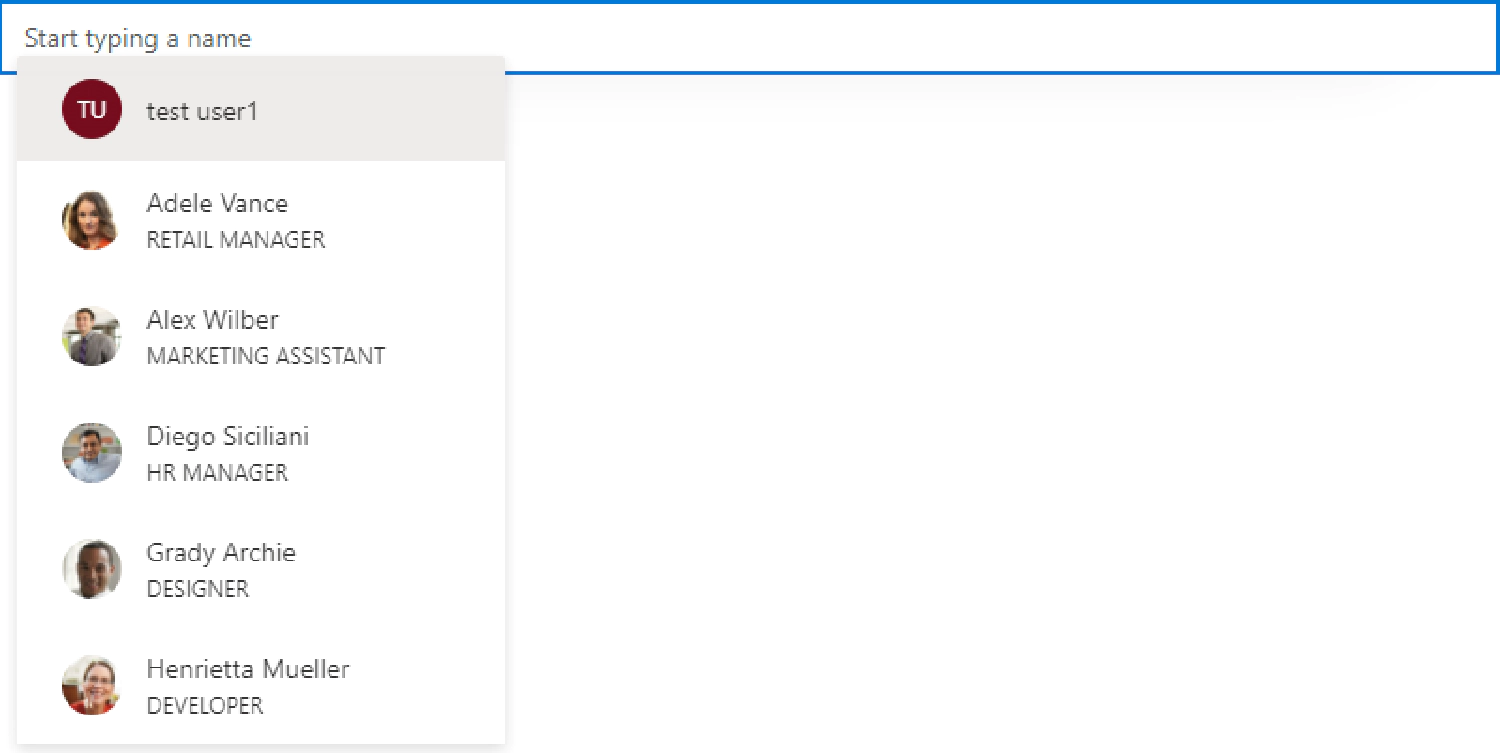 Start typing a name
TU
test user1
Adele Vance
RETAIL MANAGER
Alex Wilber
MARKETING ASSISTANT
Diego Siciliani
HR MANAGER
Grady Archie
DESIGNER
Henrietta Mueller
DEVELOPER